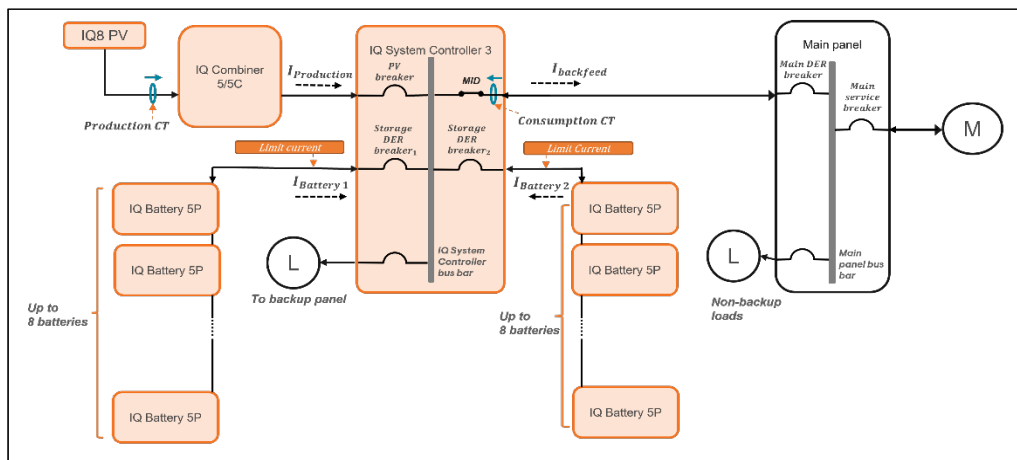 IQ8 PV
IQ Combiner
5/5C
Production CT
I Production
IQ System Controller 3
PV
breaker
MID
I backfeed
Consumption CT
Main panel
Main DER
breaker
Main
service
breaker
M
Limit current
Storage
DER
breaker1
Storage
DER
breaker2
Limit Current
I Battery 1
I Battery 2
IQ Battery 5P
IQ Battery 5P
IQ Battery 5P
Up to
8 batteries
L
To backup panel
IQ System
Controller
bus bar
IQ Battery 5P
IQ Battery 5P
IQ Battery 5P
Up to
8 batteries
L
Non-backup
loads
Main
panel bus
bar